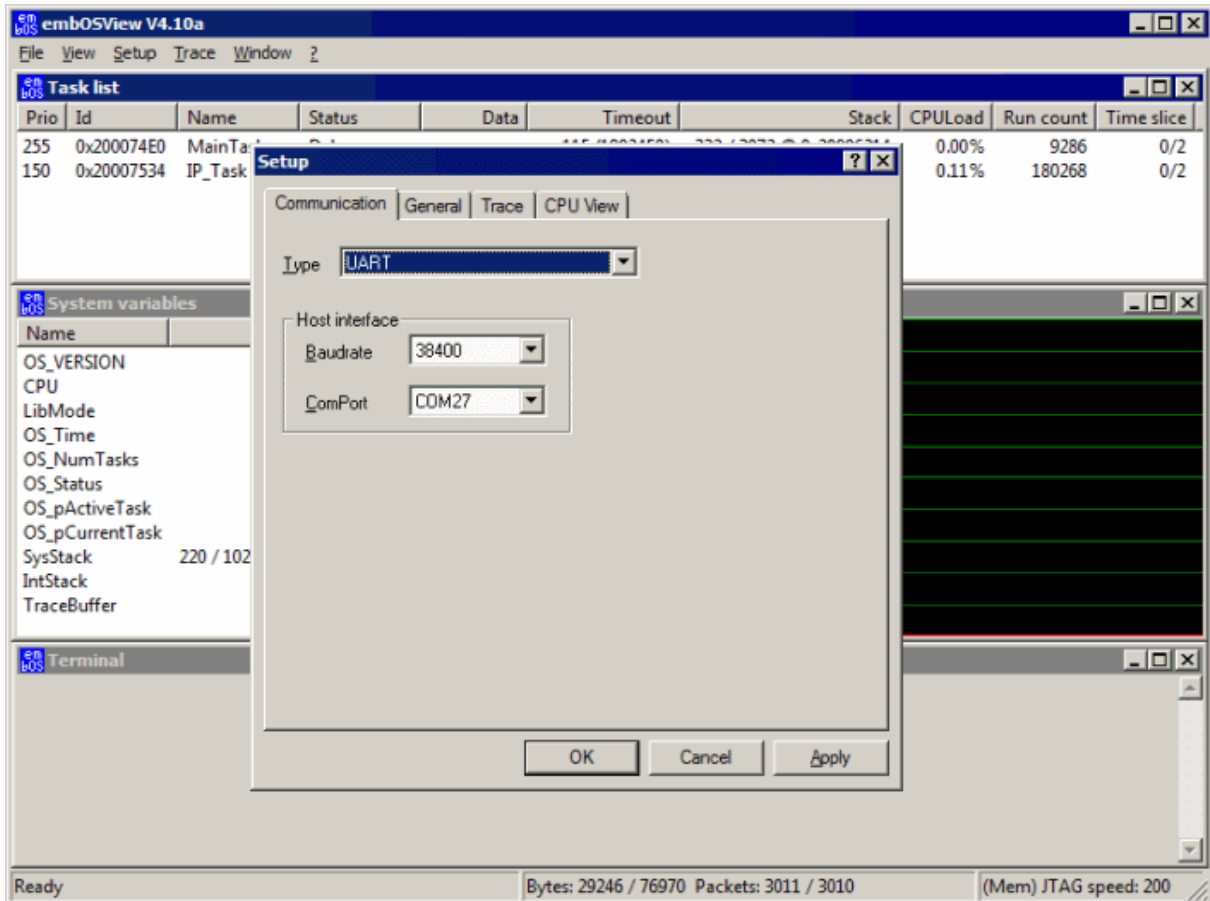 embOSView V4.10a
File View Setup Trace Window ?
Task list
Prio Id Name Status Data Timeout Stack CPULoad Run count Time slice
255 0x200074E0 0.00% 9286 0/2
150 0x20007534 IP_Task 0.11% 180268 0/2
Setup
Communication General Trace CPU View
Type UART
Host interface
Baudrate 38400
ComPort COM27
OK Cancel Apply
System variables
Name
OS_VERSION
CPU
LibMode
OS_Time
OS_NumTasks
OS_Status
OS_pActiveTask
OS_pCurrentTask
SysStack 220 / 102
IntStack
TraceBuffer
Terminal
Ready Bytes: 29246 / 76970 Packets: 3011 / 3010 (Mem) JTAG speed: 200